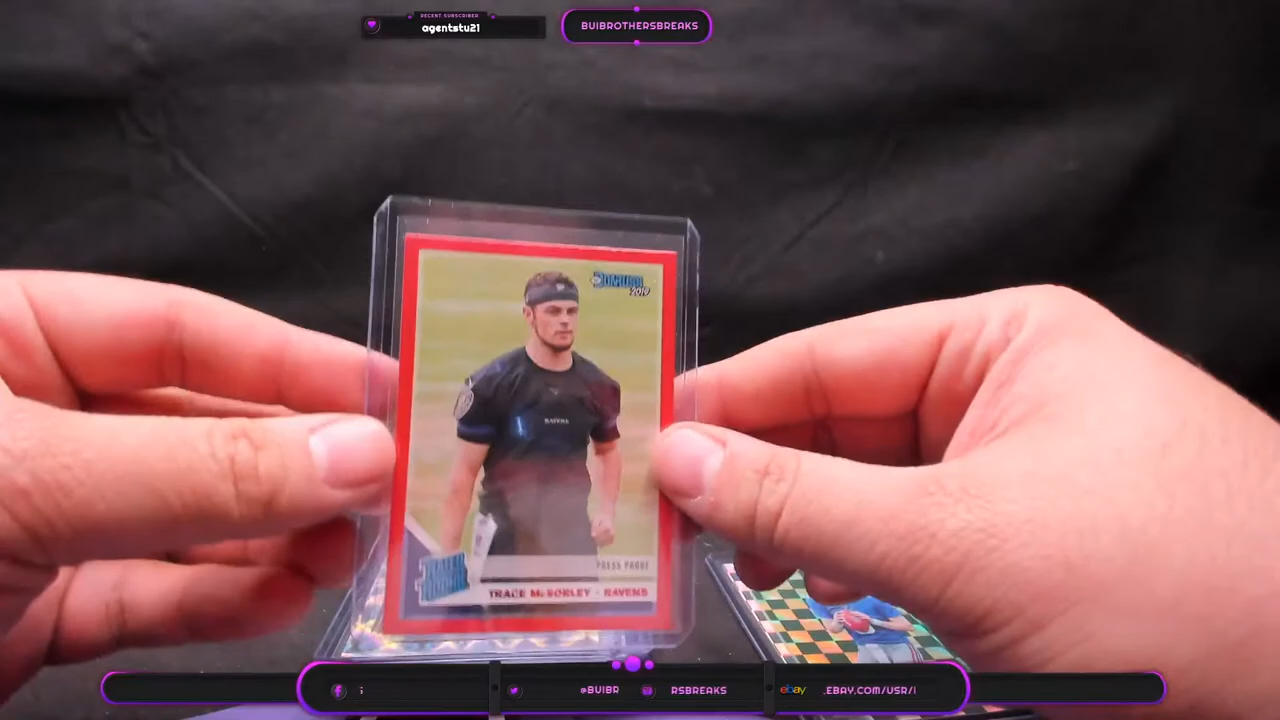 RECENT SUBSCRIBER
agentstu21
BUIBROTHERSBREAKS
DONRUSS
2019
RAVENS
PRESS PROOF
RATED
ROOKIE
TRACE McSORLEY - RAVENS
@BUIBR
RSBREAKS
ebay
.EBAY.COM/USR/